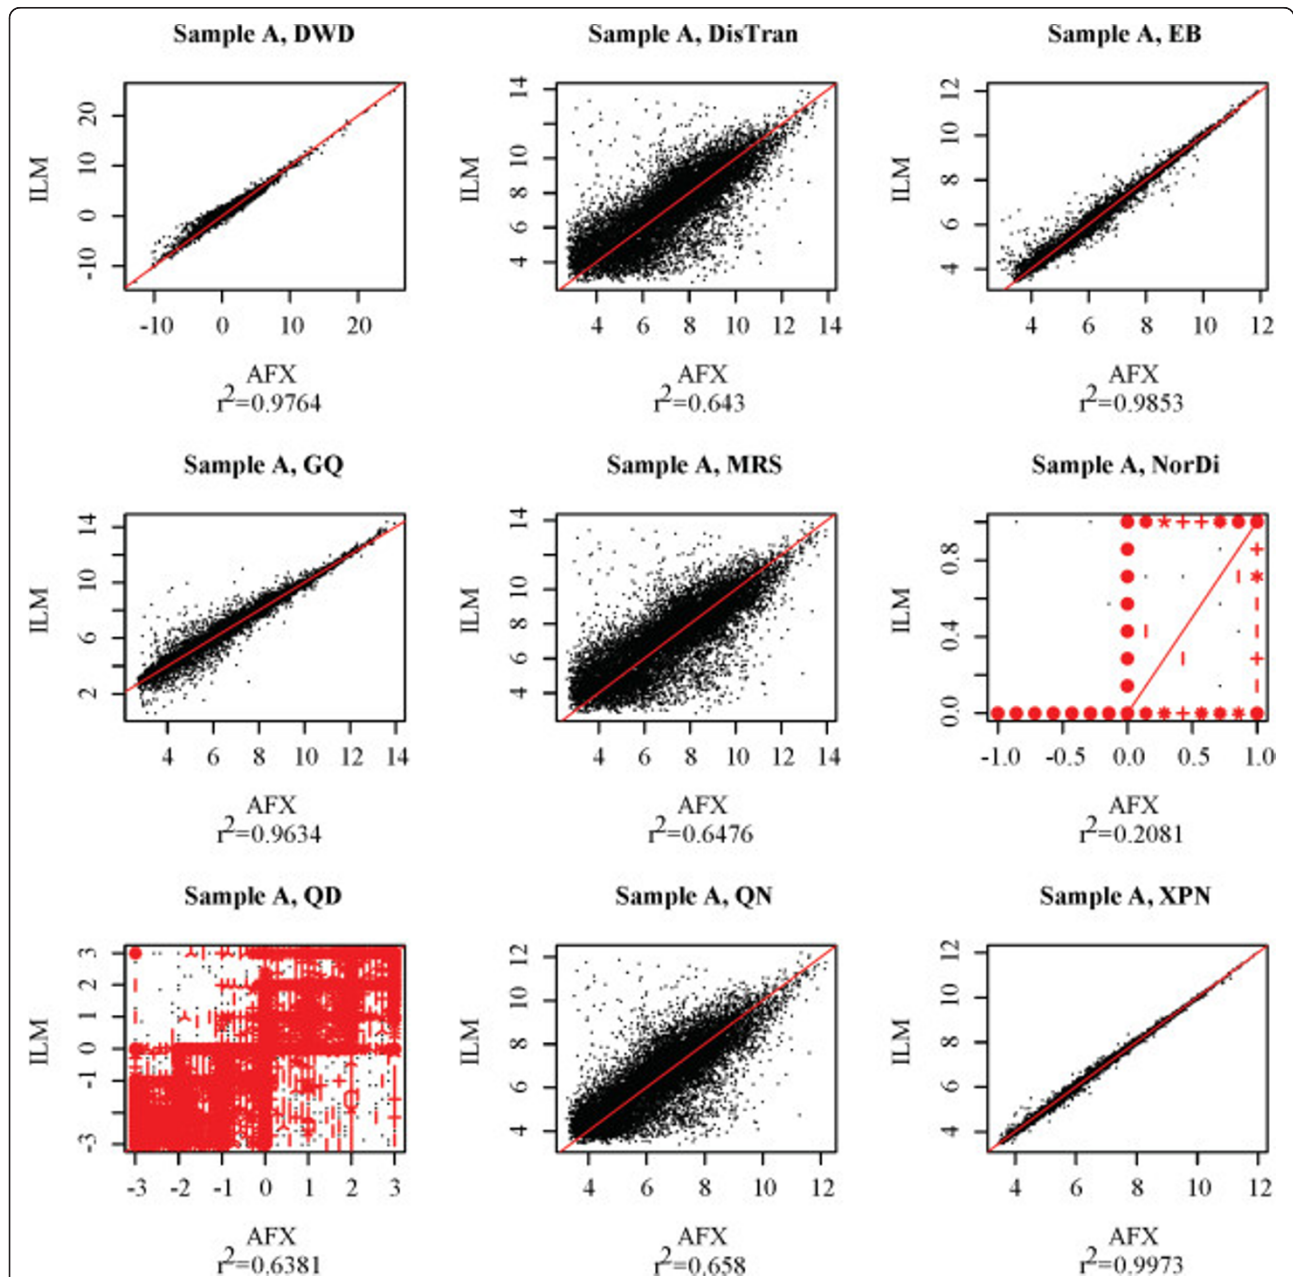 Sample A, DWD
Sample A, DisTran
Sample A, EB
ILM
20
10
0
-10
-10 0 10 20
AFX
r2=0.9764
ILM
14
10
8
6
4
4 6 8 10 12 14
AFX
r2=0.643
ILM
12
10
8
6
4
4 6 8 10 12
AFX
r2=0.9853
Sample A, GQ
Sample A, MRS
Sample A, NorDi
ILM
14
10
6
2
4 6 8 10 12 14
AFX
r2=0.9634
ILM
14
10
8
6
4
4 6 8 10 12 14
AFX
r2=0.6476
ILM
0.8
0.4
0.0
-1.0 -0.5 0.0 0.5 1.0
AFX
r2=0.2081
Sample A, QD
Sample A, QN
Sample A, XPN
ILM
3
2
1
0
-1
-3
-3 -2 -1 0 1 2 3
AFX
r2=0.6381
ILM
12
10
8
6
4
4 6 8 10 12
AFX
r2=0.658
ILM
12
10
8
6
4
4 6 8 10 12
AFX
r2=0.9973